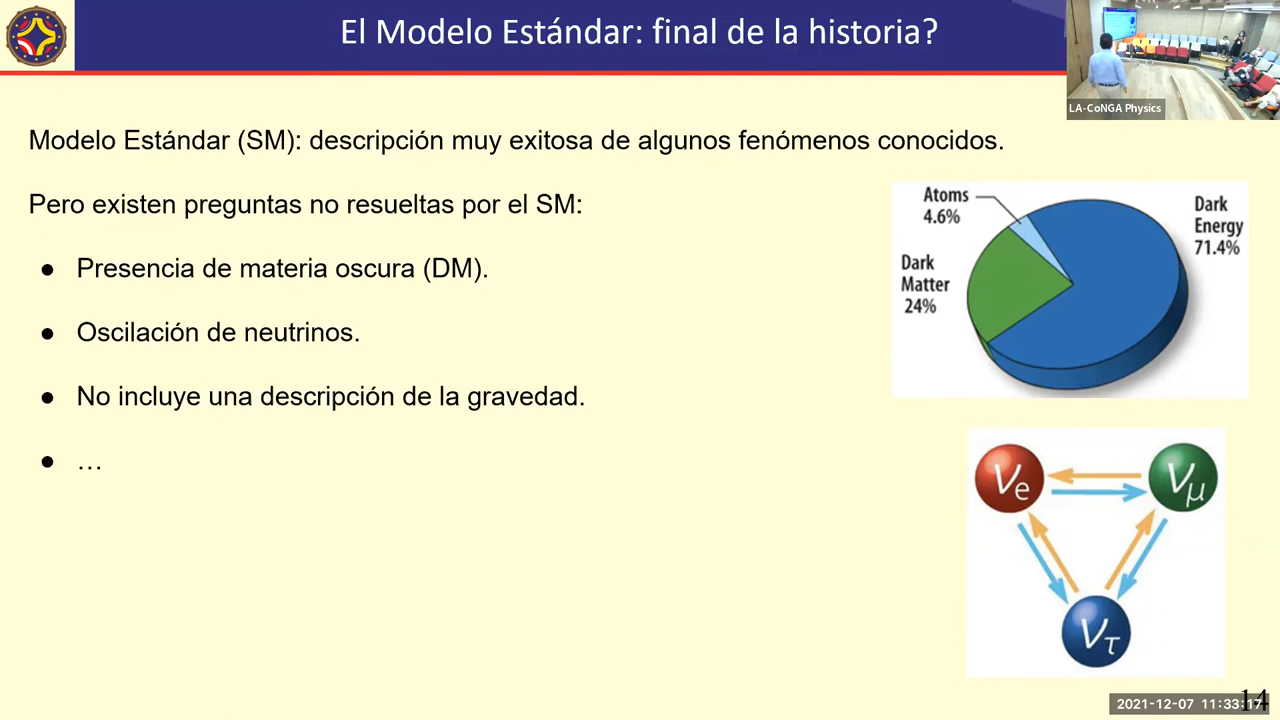 El Modelo Estándar: final de la historia?
LA-CoNGA Physics
Modelo Estándar (SM): descripción muy exitosa de algunos fenómenos conocidos.
Pero existen preguntas no resueltas por el SM:
● Presencia de materia oscura (DM).
● Oscilación de neutrinos.
● No incluye una descripción de la gravedad.
● …
Atoms
4.6%
Dark
Energy
71.4%
Dark
Matter
24%
νe
νμ
ντ
2021-12-07 11:33:17
14